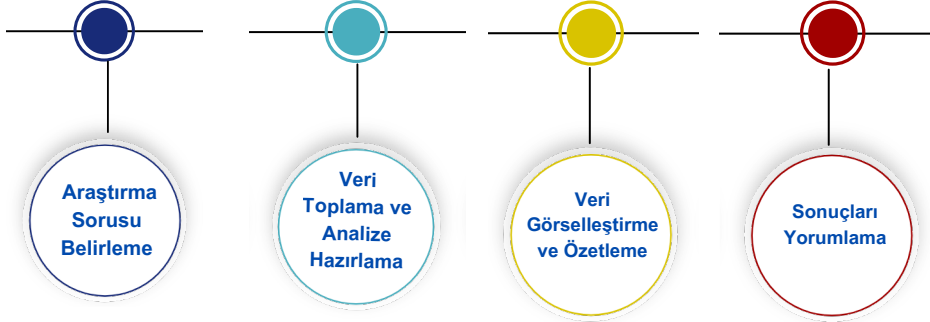 Araştırma
Sorusu
Belirleme
Veri
Toplama ve
Analize
Hazırlama
Veri
Görselleştirme
ve Özetleme
Sonuçları
Yorumlama